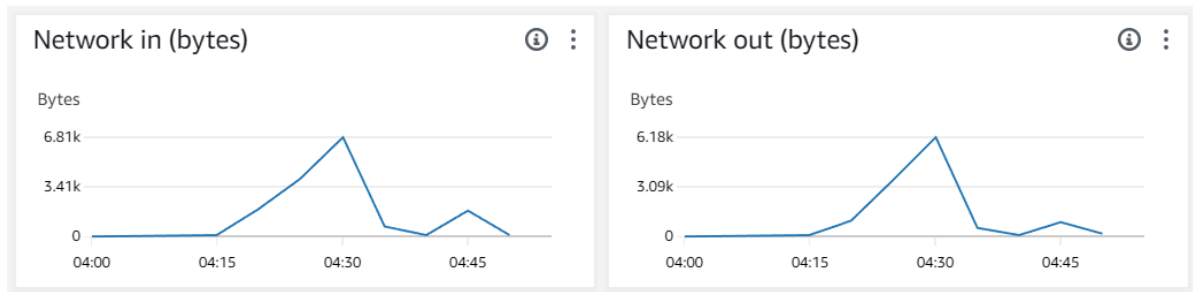 Network in (bytes)
Bytes
6.81k
3.41k
0
04:00 04:15 04:30 04:45
Network out (bytes)
Bytes
6.18k
3.09k
0
04:00 04:15 04:30 04:45